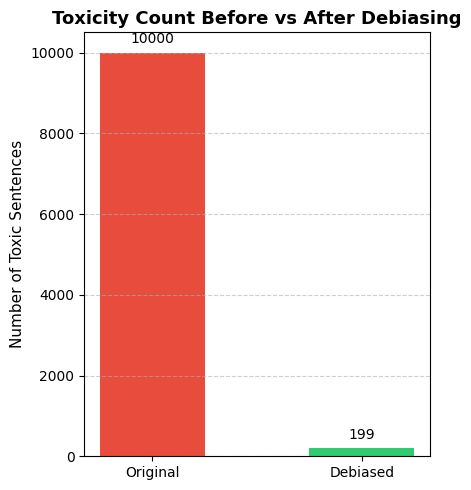 Toxicity Count Before vs After Debiasing
Number of Toxic Sentences
10000
8000
6000
4000
2000
0
10000
199
Original
Debiased